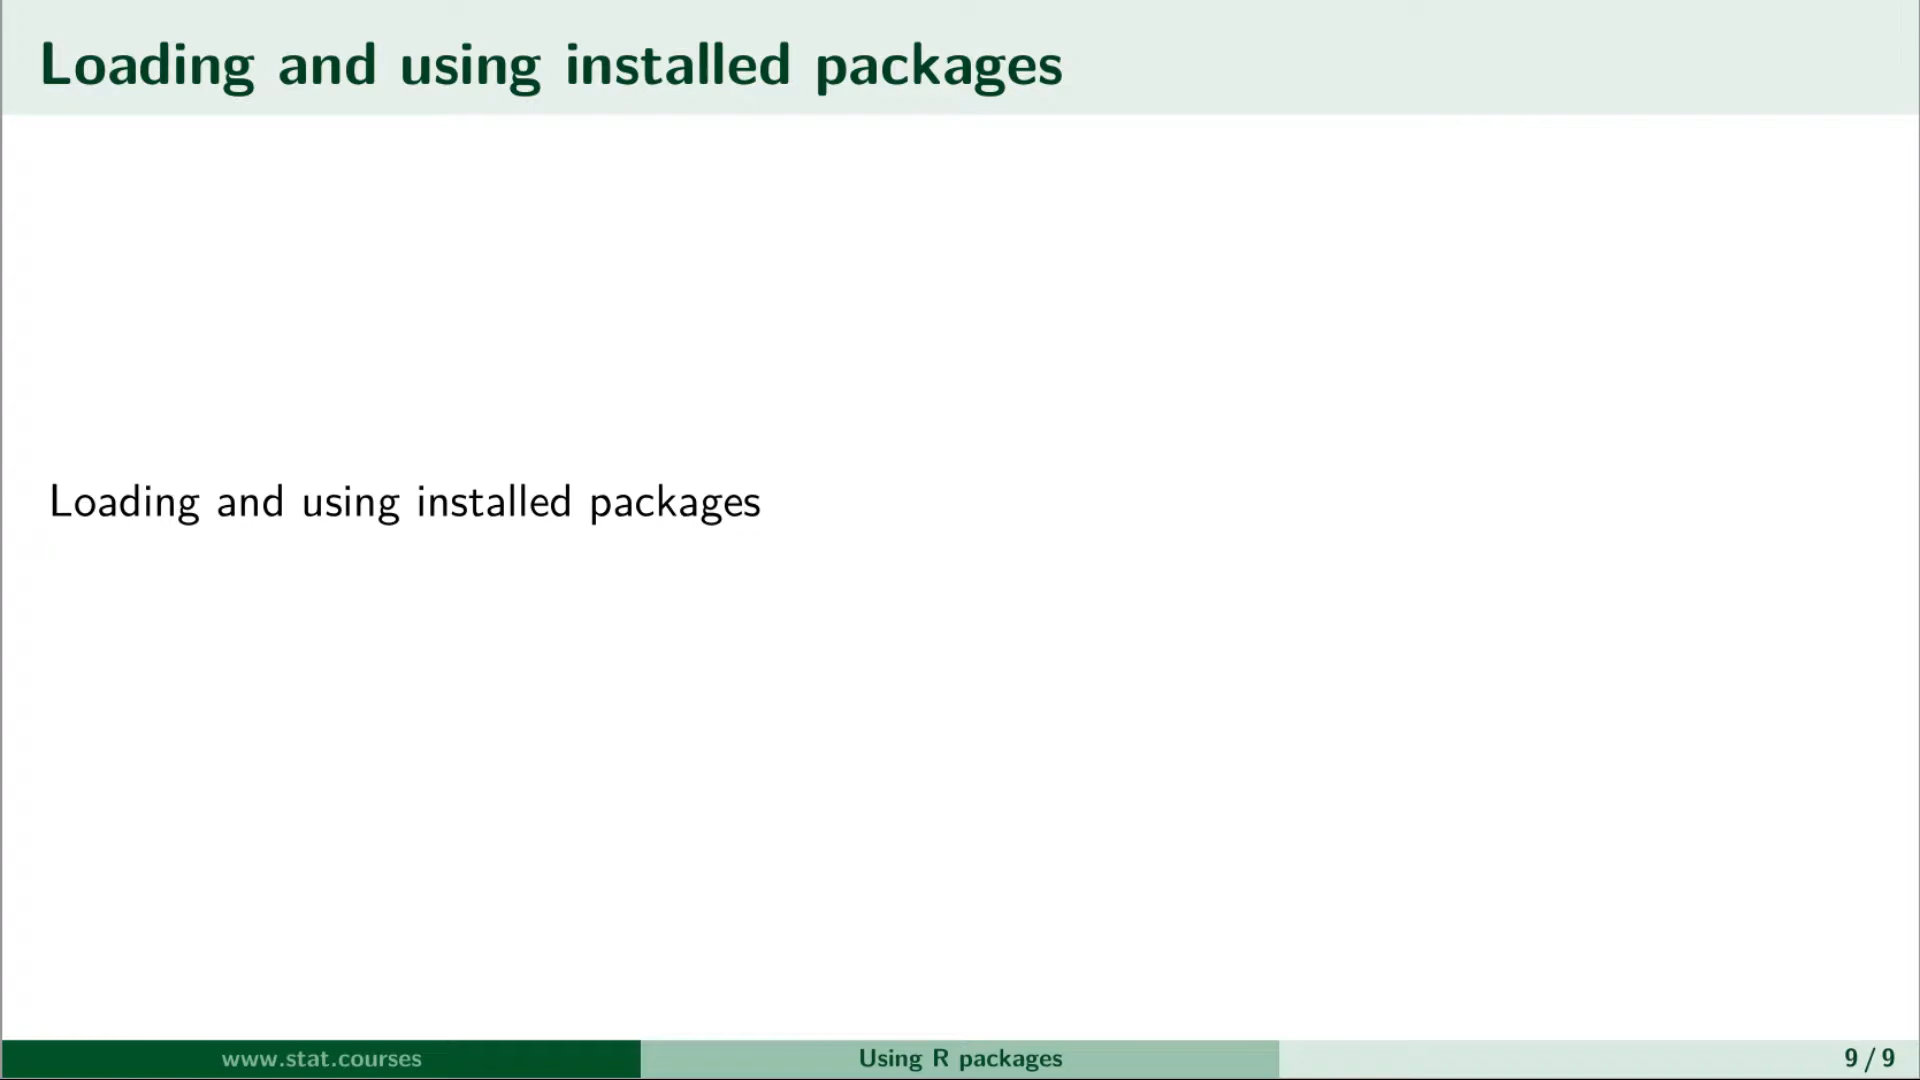 Loading and using installed packages
Loading and using installed packages
www.stat.courses
Using R packages
9 / 9